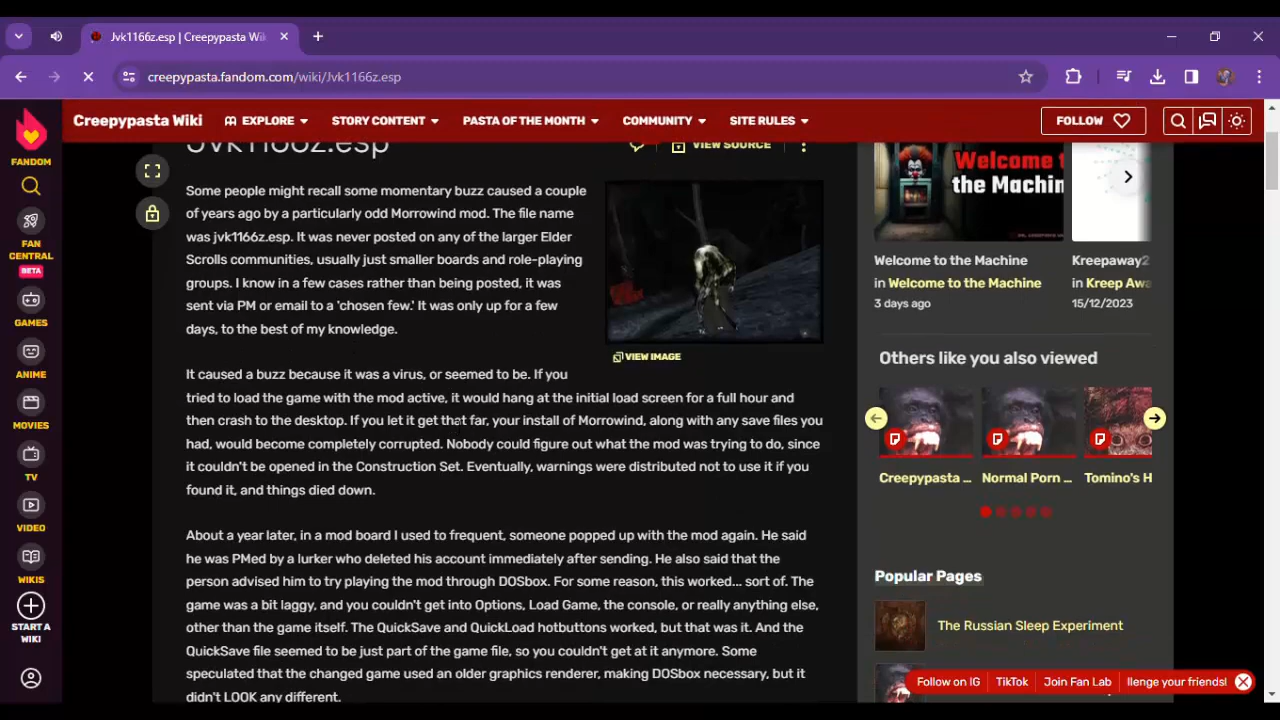 Jvk1166z.esp | Creepypasta Wiki
creepypasta.fandom.com/wiki/Jvk1166z.esp
Creepypasta Wiki
EXPLORE
STORY CONTENT
PASTA OF THE MONTH
COMMUNITY
SITE RULES
FOLLOW
FANDOM
FAN
CENTRAL
BETA
GAMES
ANIME
MOVIES
TV
VIDEO
WIKIS
START A
WIKI
Jvk1166z.esp
VIEW SOURCE
Some people might recall some momentary buzz caused a couple
of years ago by a particularly odd Morrowind mod. The file name
was jvk1166z.esp. It was never posted on any of the larger Elder
Scrolls communities, usually just smaller boards and role-playing
groups. I know in a few cases rather than being posted, it was
sent via PM or email to a 'chosen few.' It was only up for a few
days, to the best of my knowledge.
VIEW IMAGE
It caused a buzz because it was a virus, or seemed to be. If you
tried to load the game with the mod active, it would hang at the initial load screen for a full hour and
then crash to the desktop. If you let it get that far, your install of Morrowind, along with any save files you
had, would become completely corrupted. Nobody could figure out what the mod was trying to do, since
it couldn't be opened in the Construction Set. Eventually, warnings were distributed not to use it if you
found it, and things died down.
About a year later, in a mod board I used to frequent, someone popped up with the mod again. He said
he was PMed by a lurker who deleted his account immediately after sending. He also said that the
person advised him to try playing the mod through DOSbox. For some reason, this worked... sort of. The
game was a bit laggy, and you couldn't get into Options, Load Game, the console, or really anything else,
other than the game itself. The QuickSave and QuickLoad hotbuttons worked, but that was it. And the
QuickSave file seemed to be just part of the game file, so you couldn't get at it anymore. Some
speculated that the changed game used an older graphics renderer, making DOSbox necessary, but it
didn't LOOK any different.
Welcome t
the Machin
Welcome to the Machine
in Welcome to the Machine
3 days ago
Kreepaway2
in Kreep Awa
15/12/2023
Others like you also viewed
Creepypasta ...
Normal Porn ...
Tomino's H
Popular Pages
The Russian Sleep Experiment
Follow on IG
TikTok
Join Fan Lab
llenge your friends!